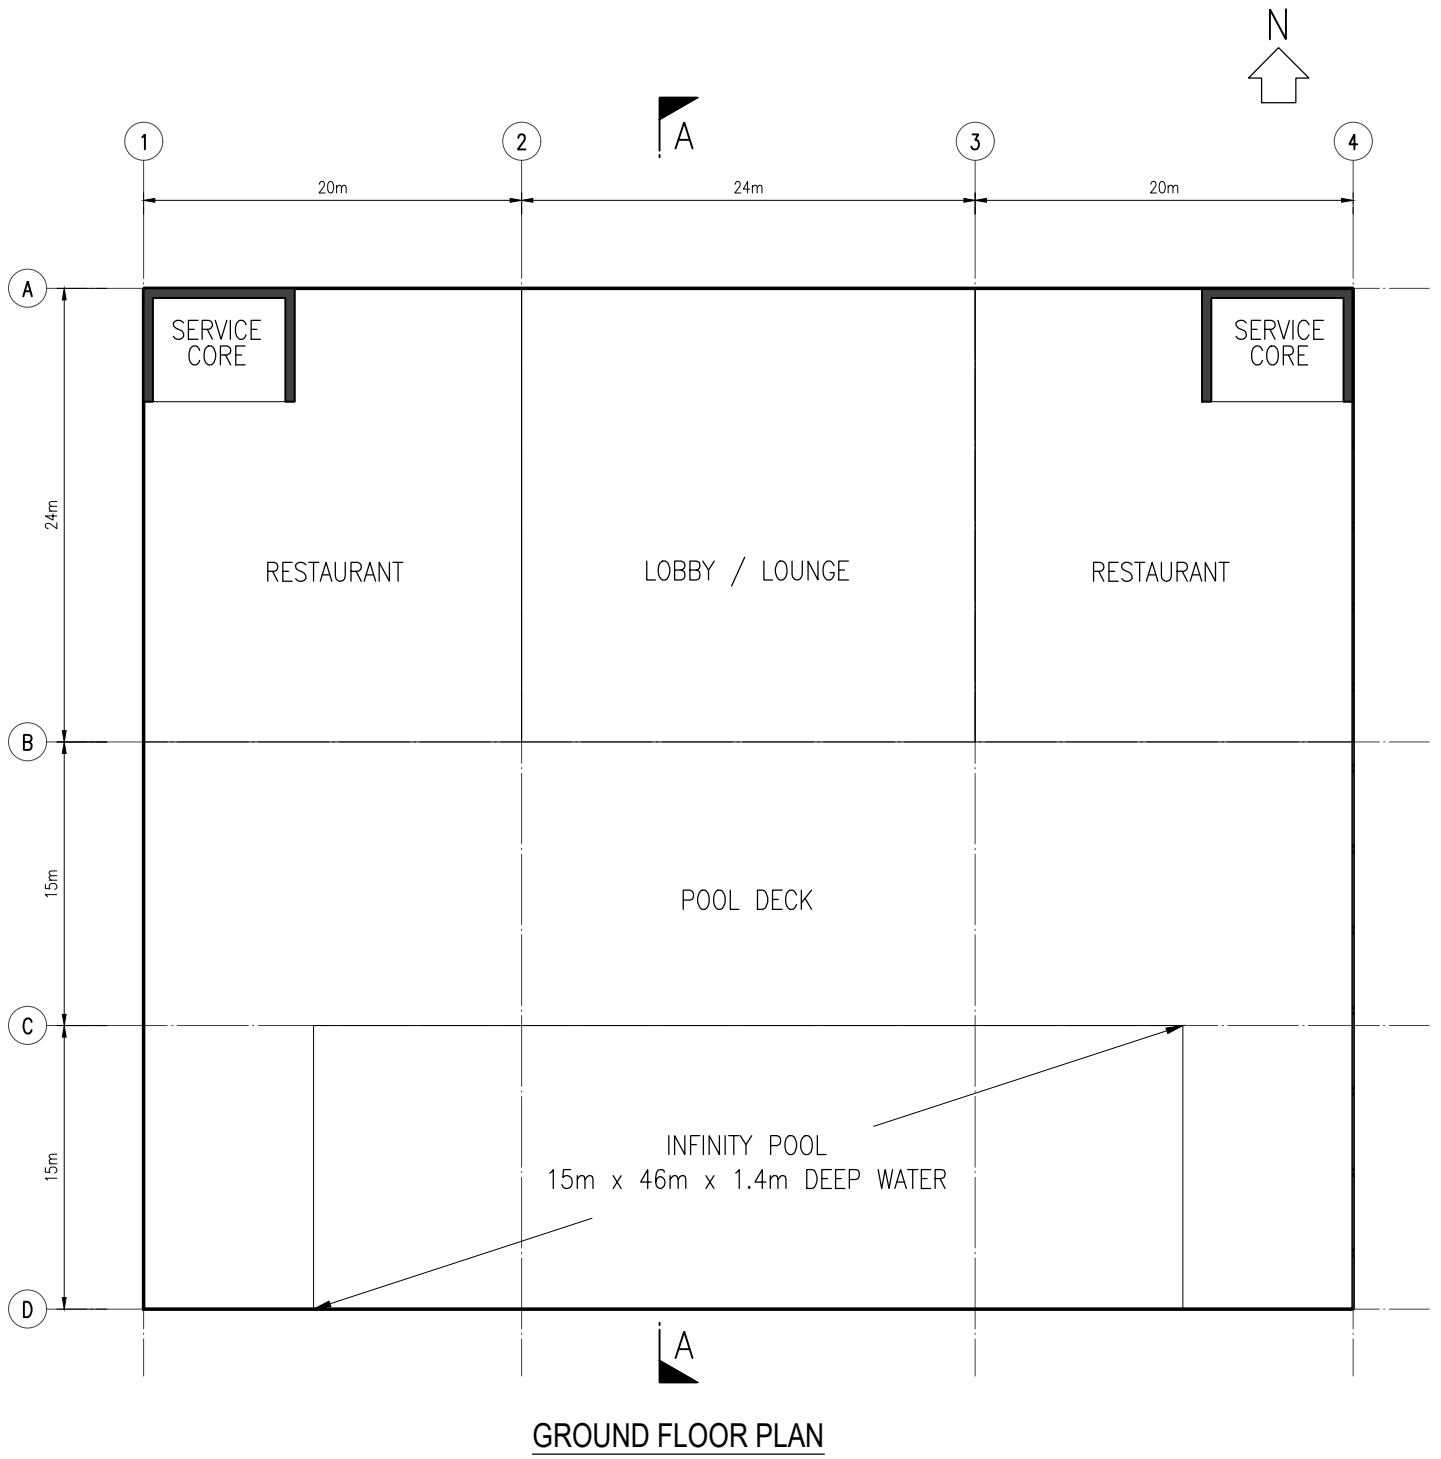 N
A
1
2
3
4
20m
24m
20m
A
SERVICE
CORE
SERVICE
CORE
24m
RESTAURANT
LOBBY / LOUNGE
RESTAURANT
B
15m
POOL DECK
C
INFINITY POOL
15m x 46m x 1.4m DEEP WATER
15m
D
A
GROUND FLOOR PLAN